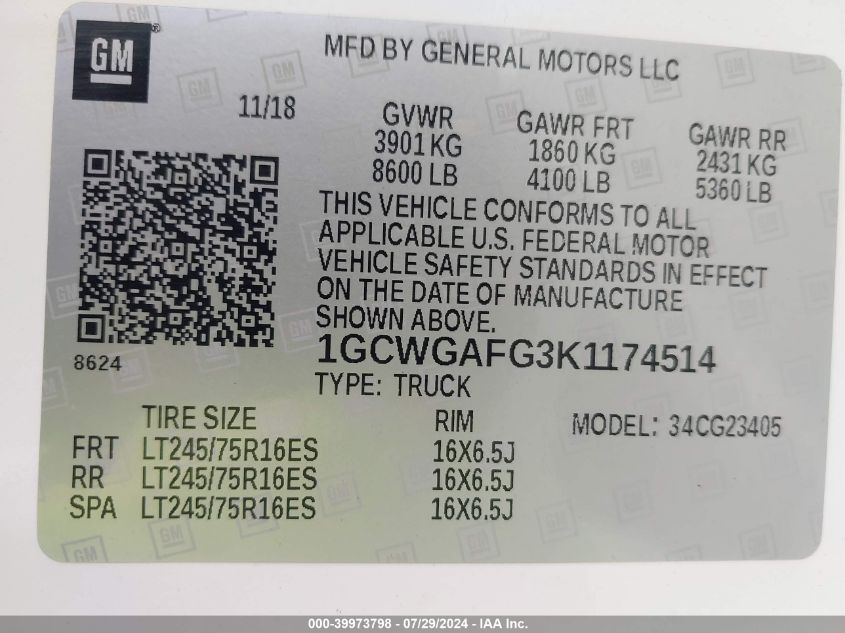 GM
MFD BY GENERAL MOTORS LLC
11/18
GVWR
3901 KG
8600 LB
GAWR FRT
1860 KG
4100 LB
GAWR RR
2431 KG
5360 LB
THIS VEHICLE CONFORMS TO ALL
APPLICABLE U.S. FEDERAL MOTOR
VEHICLE SAFETY STANDARDS IN EFFECT
ON THE DATE OF MANUFACTURE
SHOWN ABOVE.
8624
1GCWGAFG3K1174514
TYPE: TRUCK
TIRE SIZE RIM MODEL: 34CG23405
FRT LT245/75R16ES 16X6.5J
RR LT245/75R16ES 16X6.5J
SPA LT245/75R16ES 16X6.5J
000-39973798 - 07/29/2024 - IAA Inc.